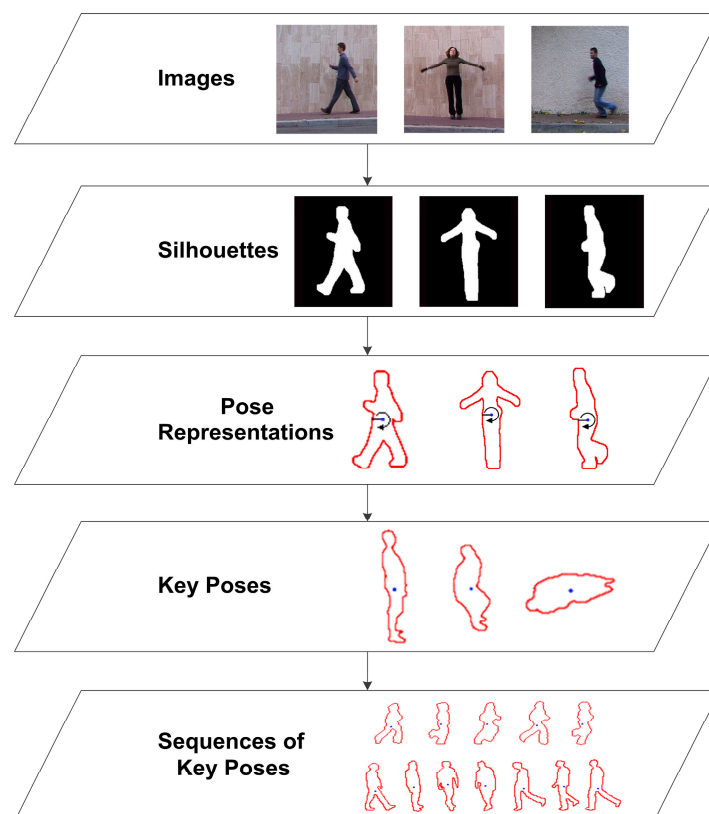 Images
Silhouettes
Pose
Representations
Key Poses
Sequences of
Key Poses